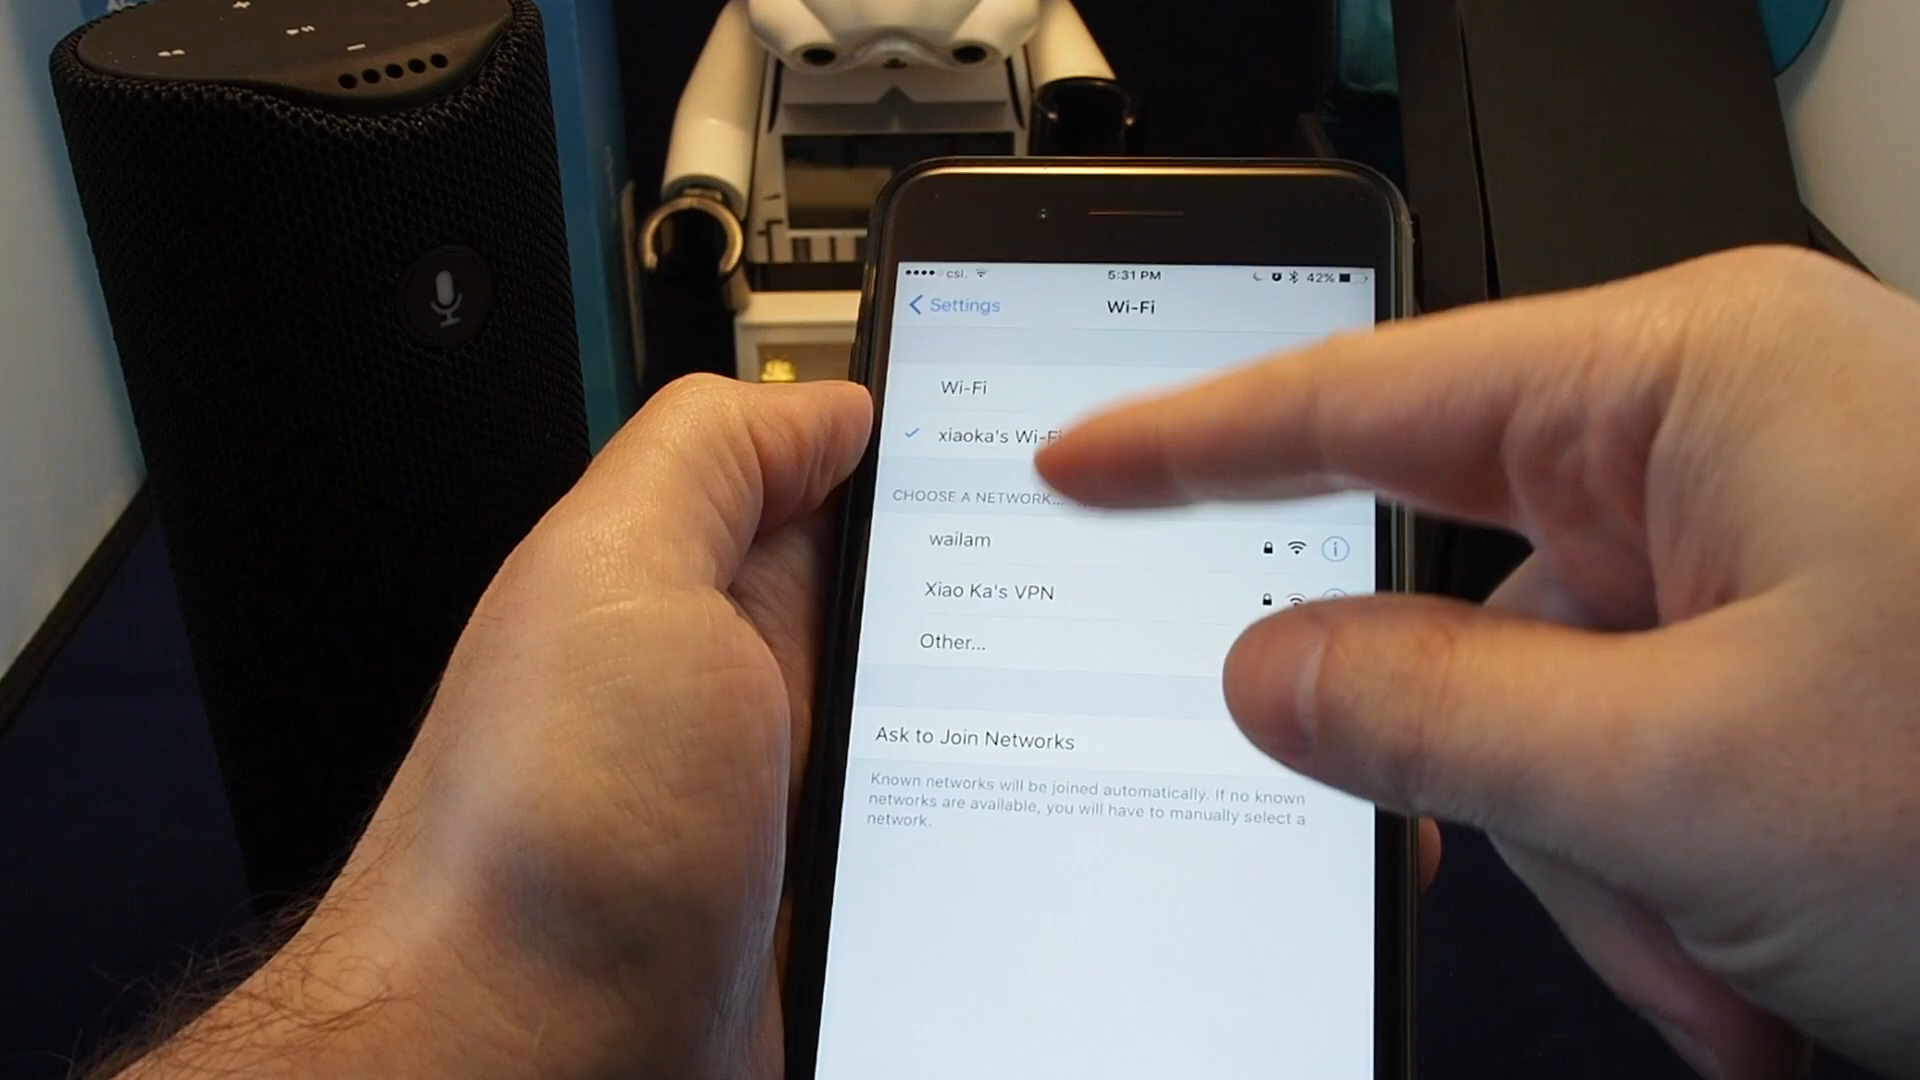 csl.
5:31 PM
42%
Settings
Wi-Fi
Wi-Fi
xiaoka's Wi-Fi
CHOOSE A NETWORK...
wailam
Xiao Ka's VPN
Other...
Ask to Join Networks
Known networks will be joined automatically. If no known
networks are available, you will have to manually select a
network.